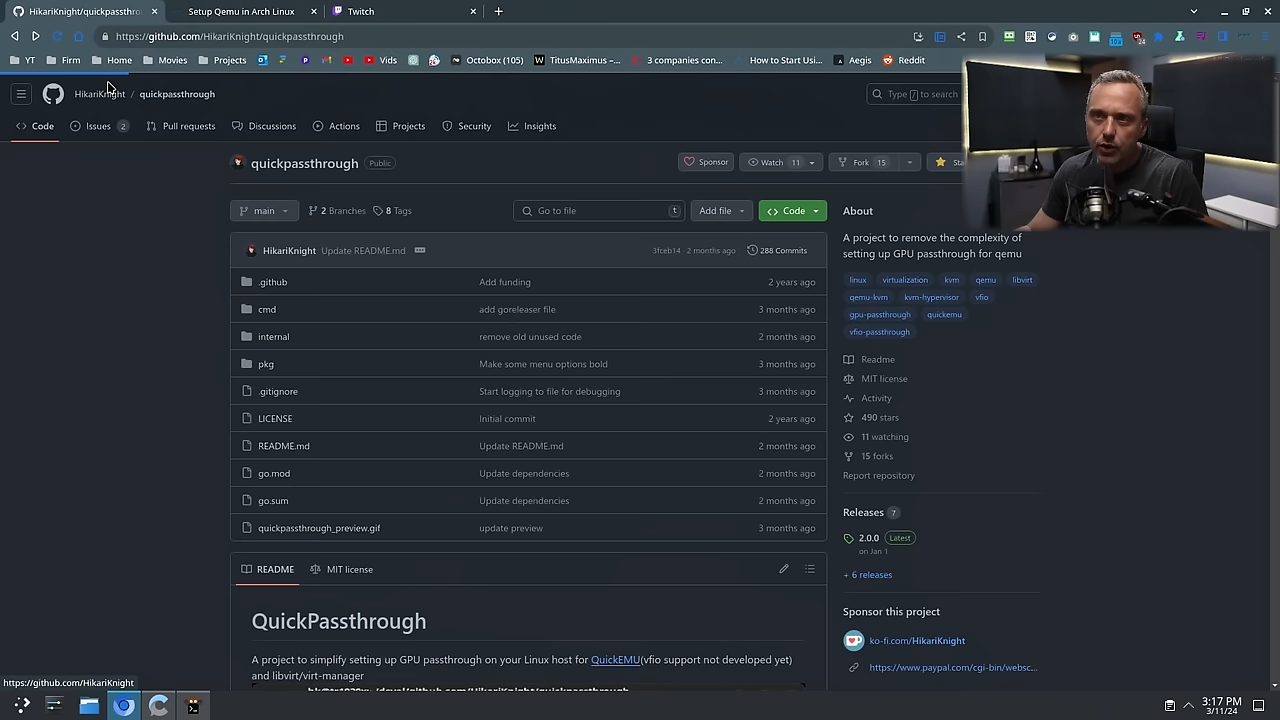 HikariKnight/quickpassthro
Setup Qemu in Arch Linux
Twitch
https://github.com/HikariKnight/quickpassthrough
YT
Firm
Home
Movies
Projects
Vids
Octobox (105)
TitusMaximus –...
3 companies con...
How to Start Usin...
Aegis
Reddit
HikariKnight / quickpassthrough
Type / to search
Code
Issues 2
Pull requests
Discussions
Actions
Projects
Security
Insights
quickpassthrough Public
Sponsor
Watch 11
Fork 15
main
2 Branches
8 Tags
Go to file t
Add file
Code
HikariKnight Update README.md
3fceb14 · 2 months ago
288 Commits
.github Add funding 2 years ago
cmd add goreleaser file 3 months ago
internal remove old unused code 2 months ago
pkg Make some menu options bold 3 months ago
.gitignore Start logging to file for debugging 3 months ago
LICENSE Initial commit 2 years ago
README.md Update README.md 2 months ago
go.mod Update dependencies 2 months ago
go.sum Update dependencies 2 months ago
quickpassthrough_preview.gif update preview 3 months ago
README
MIT license
QuickPassthrough
A project to simplify setting up GPU passthrough on your Linux host for QuickEMU(vfio support not developed yet)
and libvirt/virt-manager
About
A project to remove the complexity of
setting up GPU passthrough for qemu
linux virtualization kvm qemu libvirt
qemu-kvm kvm-hypervisor vfio
gpu-passthrough quickemu
vfio-passthrough
Readme
MIT license
Activity
490 stars
11 watching
15 forks
Report repository
Releases 7
2.0.0 Latest
on Jan 1
+ 6 releases
Sponsor this project
ko-fi.com/HikariKnight
https://www.paypal.com/cgi-bin/websc...
https://github.com/HikariKnight
3:17 PM
3/11/24